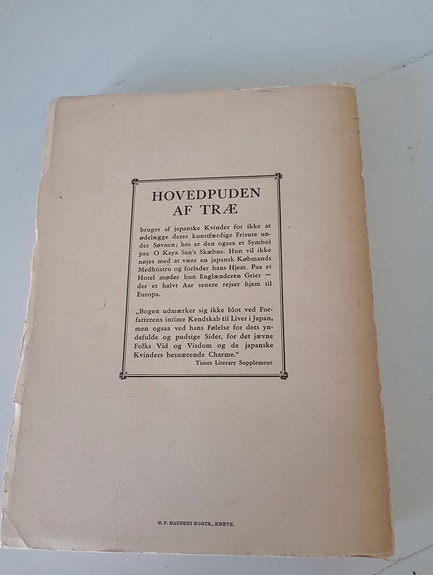 HOVEDPUDEN
AF TRÆ
bruges af japanske Kvinder for ikke at
ødelægge deres kunstfærdige Frisure un-
der Søvnen; her er den ogsaa et Symbol
paa O Kaya San's Skæbne. Hun vil ikke
nøjes med at være en japansk Købmands
Medhustru og forlader hans Hjem. Paa et
Hotel møder hun Englænderen Grier —
der et halvt Aar senere rejser hjem til
Europa.
„Bogen udmærker sig ikke blot ved For-
fatterens intime Kendskab til Livet i Japan,
men ogsaa ved hans Følelse for dets yn-
defulde og pudsige Sider, for det jævne
Folks Vid og Visdom og de japanske
Kvinders besnærende Charme.“
Times Literary Supplement
H. P. HANSENS BOGTR., KBHVN.